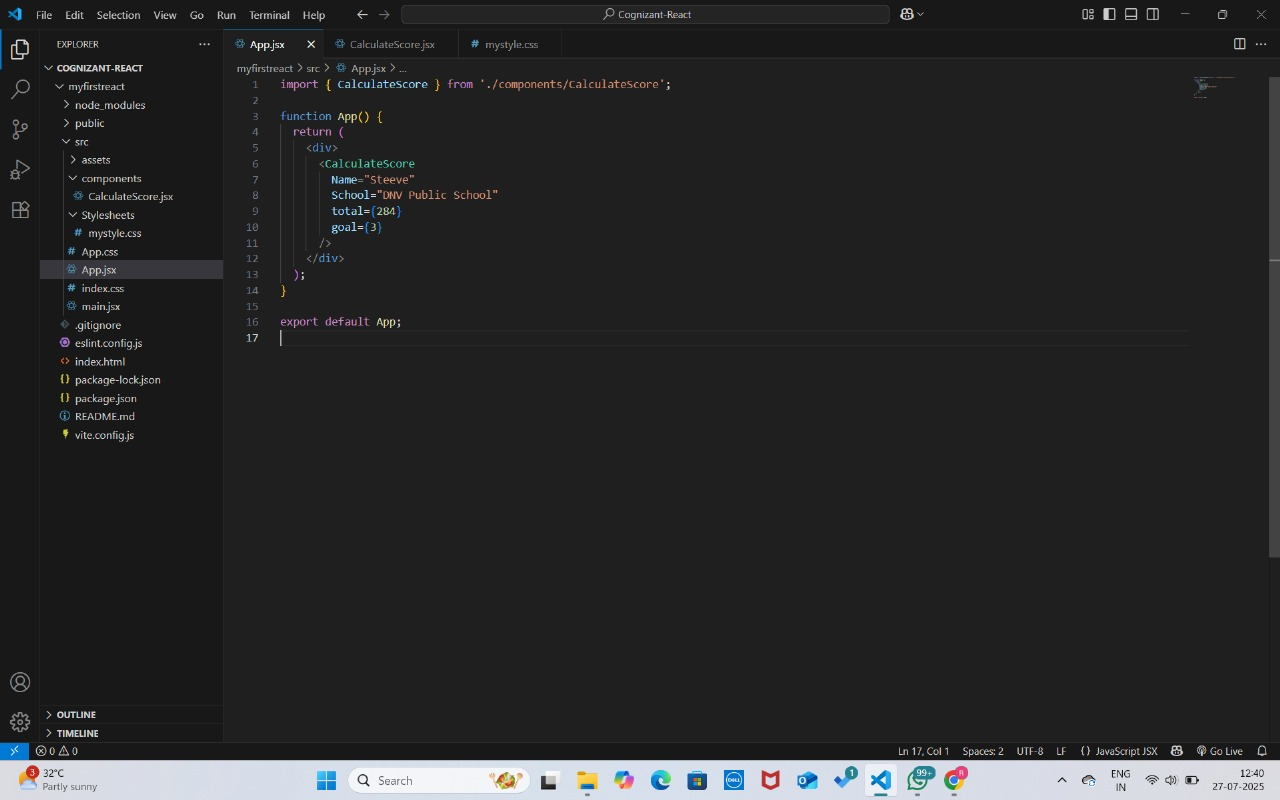 File Edit Selection View Go Run Terminal Help
Cognizant-React
EXPLORER
COGNIZANT-REACT
myfirstreact
node_modules
public
src
assets
components
CalculateScore.jsx
Stylesheets
mystyle.css
App.css
App.jsx
index.css
main.jsx
.gitignore
eslint.config.js
index.html
package-lock.json
package.json
README.md
vite.config.js
OUTLINE
TIMELINE
App.jsx CalculateScore.jsx mystyle.css
myfirstreact > src > App.jsx > ...
1 import { CalculateScore } from './components/CalculateScore';
2
3 function App() {
4 return (
5 <div>
6 <CalculateScore
7 Name="Steeve"
8 School="DNV Public School"
9 total={284}
10 goal={3}
11 />
12 </div>
13 );
14 }
15
16 export default App;
17
0 0 Ln 17, Col 1 Spaces: 2 UTF-8 LF {} JavaScript JSX Go Live
3 32°C
Partly sunny
Search
DELL
1
99+
R
ENG
IN
12:40
27-07-2025